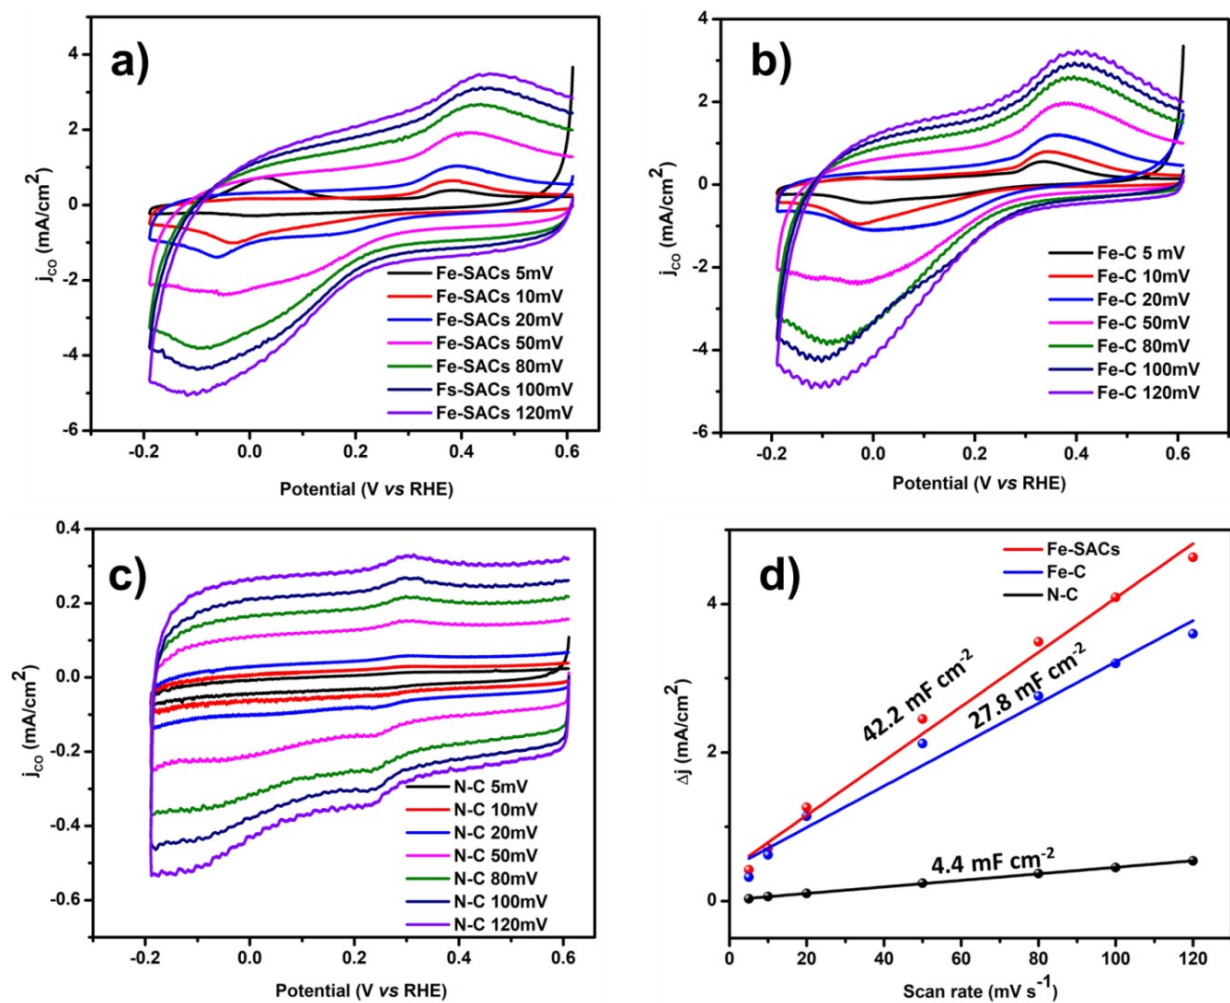 a)
4
2
0
-2
-4
-6
j_CO (mA/cm²)
Fe-SACs 5mV
Fe-SACs 10mV
Fe-SACs 20mV
Fe-SACs 50mV
Fe-SACs 80mV
Fs-SACs 100mV
Fe-SACs 120mV
-0.2 0.0 0.2 0.4 0.6
Potential (V vs RHE)
b)
4
2
0
-2
-4
-6
j_CO (mA/cm²)
Fe-C 5 mV
Fe-C 10mV
Fe-C 20mV
Fe-C 50mV
Fe-C 80mV
Fe-C 100mV
Fe-C 120mV
-0.2 0.0 0.2 0.4 0.6
Potential (V vs RHE)
c)
0.4
0.2
0.0
-0.2
-0.4
-0.6
j_CO (mA/cm²)
N-C 5mV
N-C 10mV
N-C 20mV
N-C 50mV
N-C 80mV
N-C 100mV
N-C 120mV
-0.2 0.0 0.2 0.4 0.6
Potential (V vs RHE)
d)
Fe-SACs
Fe-C
N-C
4
2
0
Δj (mA/cm²)
42.2 mF cm⁻²
27.8 mF cm⁻²
4.4 mF cm⁻²
0 20 40 60 80 100 120
Scan rate (mV s⁻¹)